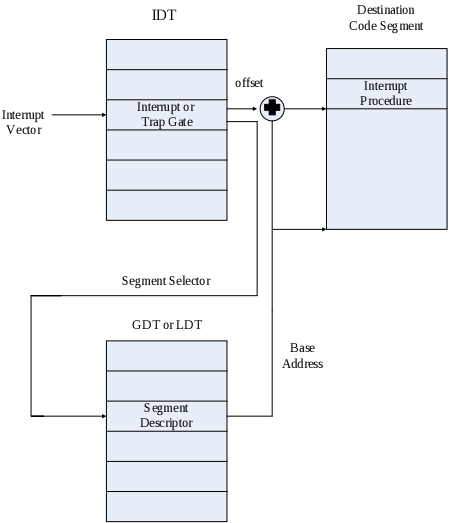 IDT
Destination
Code Segment
offset
Interrupt
Procedure
Interrupt or
Trap Gate
Interrupt
Vector
Segment Selector
GDT or LDT
Base
Address
Segment
Descriptor